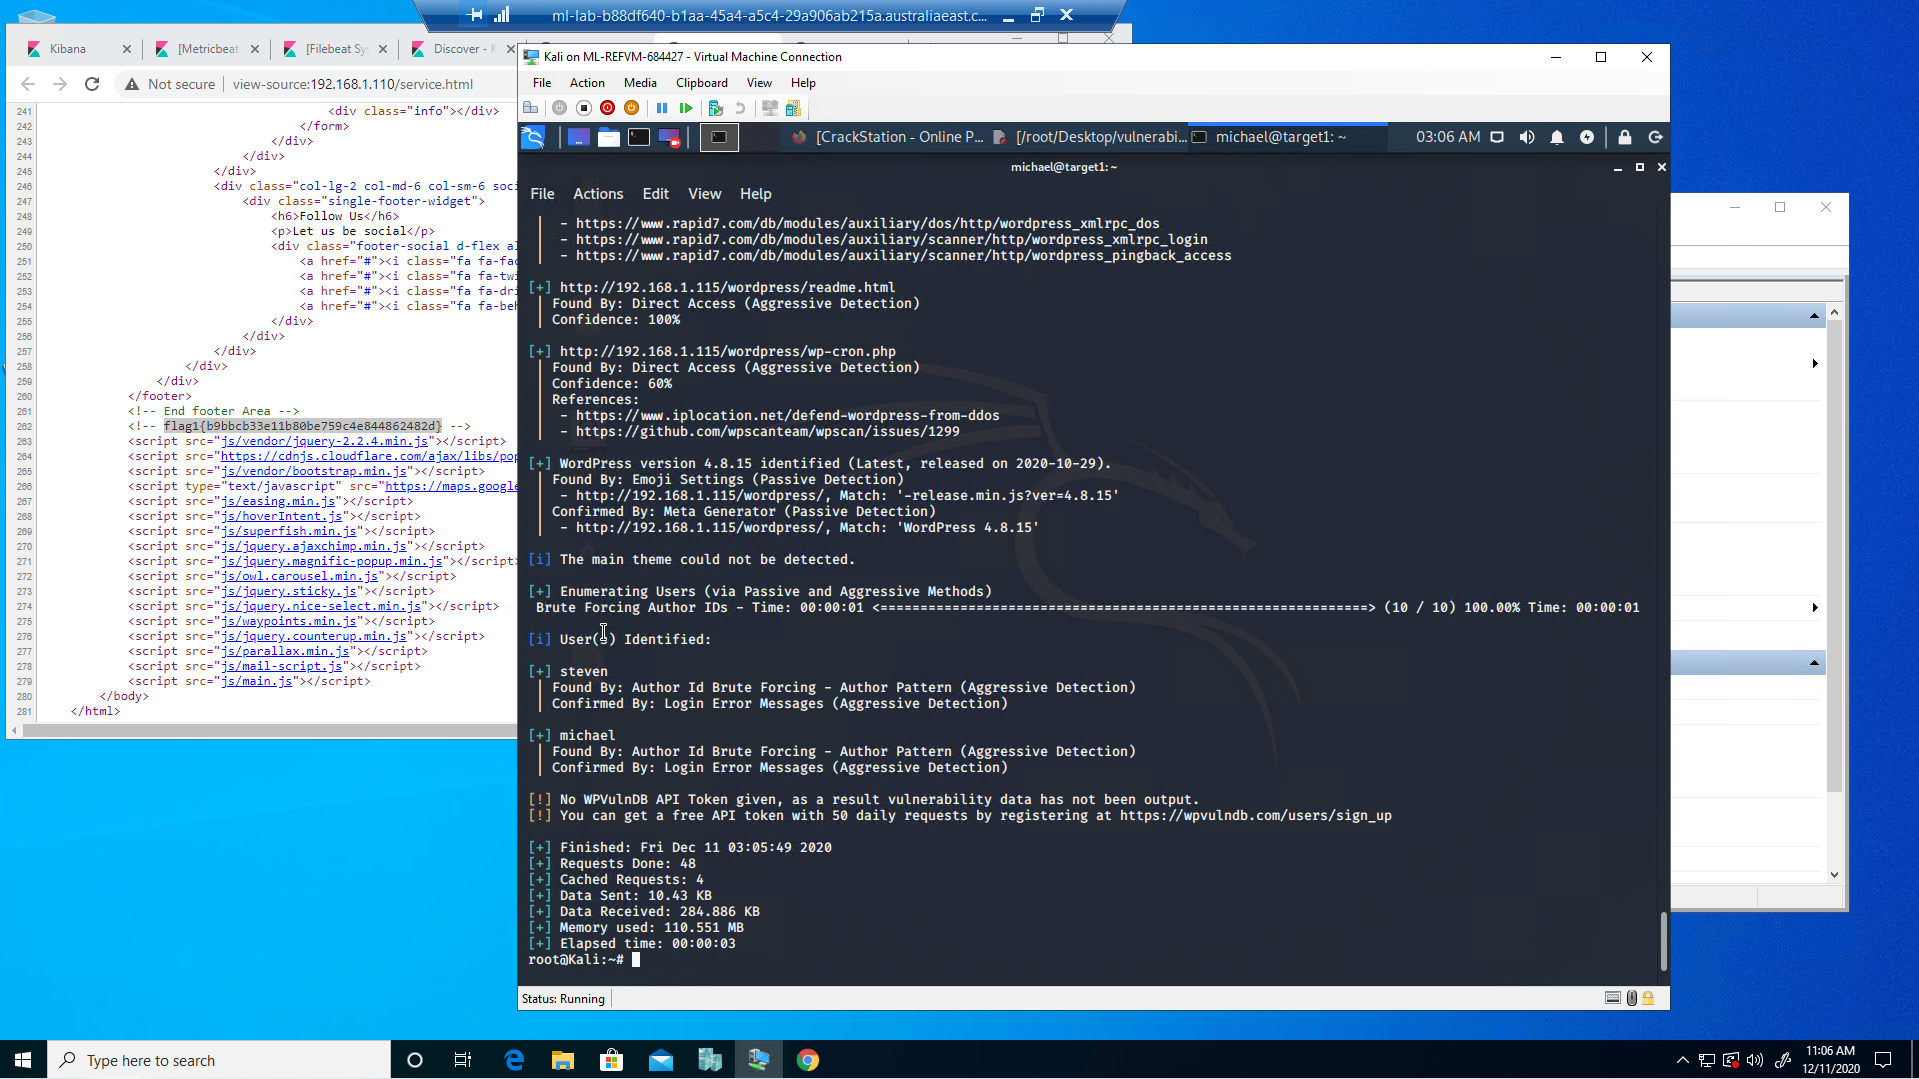 ml-lab-b88df640-b1aa-45a4-a5c4-29a906ab215a.australiaeast.c...
Kibana
[Metricbeat
[Filebeat Sy
Discover - K
Not secure
view-source:192.168.1.110/service.html
241 <div class="info"></div>
242 </form>
243 </div>
244 </div>
245 </div>
246 <div class="col-lg-2 col-md-6 col-sm-6 soci
247 <div class="single-footer-widget">
248 <h6>Follow Us</h6>
249 <p>Let us be social</p>
250 <div class="footer-social d-flex al
251 <a href="#"><i class="fa fa-fac
252 <a href="#"><i class="fa fa-twi
253 <a href="#"><i class="fa fa-dri
254 <a href="#"><i class="fa fa-beh
255 </div>
256 </div>
257 </div>
258 </div>
259 </div>
260 </footer>
261 <!-- End footer Area -->
262 <!-- flag1{b9bbcb33e11b80be759c4e844862482d} -->
263 <script src="js/vendor/jquery-2.2.4.min.js"></script>
264 <script src="https://cdnjs.cloudflare.com/ajax/libs/pop
265 <script src="js/vendor/bootstrap.min.js"></script>
266 <script type="text/javascript" src="https://maps.google
267 <script src="js/easing.min.js"></script>
268 <script src="js/hoverIntent.js"></script>
269 <script src="js/superfish.min.js"></script>
270 <script src="js/jquery.ajaxchimp.min.js"></script>
271 <script src="js/jquery.magnific-popup.min.js"></script>
272 <script src="js/owl.carousel.min.js"></script>
273 <script src="js/jquery.sticky.js"></script>
274 <script src="js/jquery.nice-select.min.js"></script>
275 <script src="js/waypoints.min.js"></script>
276 <script src="js/jquery.counterup.min.js"></script>
277 <script src="js/parallax.min.js"></script>
278 <script src="js/mail-script.js"></script>
279 <script src="js/main.js"></script>
280 </body>
281 </html>
Kali on ML-REFVM-684427 - Virtual Machine Connection
File Action Media Clipboard View Help
[CrackStation - Online P...
[/root/Desktop/vulnerabi...
michael@target1: ~
03:06 AM
michael@target1: ~
File Actions Edit View Help
| - https://www.rapid7.com/db/modules/auxiliary/dos/http/wordpress_xmlrpc_dos
| - https://www.rapid7.com/db/modules/auxiliary/scanner/http/wordpress_xmlrpc_login
| - https://www.rapid7.com/db/modules/auxiliary/scanner/http/wordpress_pingback_access
[+] http://192.168.1.115/wordpress/readme.html
| Found By: Direct Access (Aggressive Detection)
| Confidence: 100%
[+] http://192.168.1.115/wordpress/wp-cron.php
| Found By: Direct Access (Aggressive Detection)
| Confidence: 60%
| References:
| - https://www.iplocation.net/defend-wordpress-from-ddos
| - https://github.com/wpscanteam/wpscan/issues/1299
[+] WordPress version 4.8.15 identified (Latest, released on 2020-10-29).
| Found By: Emoji Settings (Passive Detection)
| - http://192.168.1.115/wordpress/, Match: '-release.min.js?ver=4.8.15'
| Confirmed By: Meta Generator (Passive Detection)
| - http://192.168.1.115/wordpress/, Match: 'WordPress 4.8.15'
[i] The main theme could not be detected.
[+] Enumerating Users (via Passive and Aggressive Methods)
Brute Forcing Author IDs - Time: 00:00:01 <=============================================================> (10 / 10) 100.00% Time: 00:00:01
[i] User(s) Identified:
[+] steven
| Found By: Author Id Brute Forcing - Author Pattern (Aggressive Detection)
| Confirmed By: Login Error Messages (Aggressive Detection)
[+] michael
| Found By: Author Id Brute Forcing - Author Pattern (Aggressive Detection)
| Confirmed By: Login Error Messages (Aggressive Detection)
[!] No WPVulnDB API Token given, as a result vulnerability data has not been output.
[!] You can get a free API token with 50 daily requests by registering at https://wpvulndb.com/users/sign_up
[+] Finished: Fri Dec 11 03:05:49 2020
[+] Requests Done: 48
[+] Cached Requests: 4
[+] Data Sent: 10.43 KB
[+] Data Received: 284.886 KB
[+] Memory used: 110.551 MB
[+] Elapsed time: 00:00:03
root@Kali:~#
Status: Running
Type here to search
11:06 AM
12/11/2020